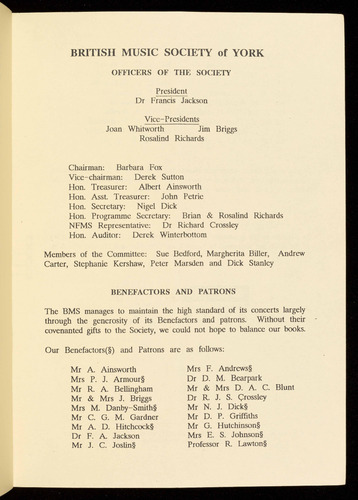 BRITISH MUSIC SOCIETY of YORK
OFFICERS OF THE SOCIETY
President
Dr Francis Jackson
Vice-Presidents
Joan Whitworth Jim Briggs
Rosalind Richards
Chairman: Barbara Fox
Vice-chairman: Derek Sutton
Hon. Treasurer: Albert Ainsworth
Hon. Asst. Treasurer: John Petrie
Hon. Secretary: Nigel Dick
Hon. Programme Secretary: Brian & Rosalind Richards
NFMS Representative: Dr Richard Crossley
Hon. Auditor: Derek Winterbottom
Members of the Committee: Sue Bedford, Margherita Biller, Andrew
Carter, Stephanie Kershaw, Peter Marsden and Dick Stanley
BENEFACTORS AND PATRONS
The BMS manages to maintain the high standard of its concerts largely
through the generosity of its Benefactors and patrons. Without their
covenanted gifts to the Society, we could not hope to balance our books.
Our Benefactors(§) and Patrons are as follows:
Mr A. Ainsworth
Mrs P. J. Armour§
Mr R. A. Bellingham
Mr & Mrs J. Briggs
Mrs M. Danby-Smith§
Mr C. G. M. Gardner
Mr A. D. Hitchcock§
Dr F. A. Jackson
Mr J. C. Joslin§
Mrs F. Andrews§
Dr D. M. Bearpark
Mr & Mrs D. A. C. Blunt
Dr R. J. S. Crossley
Mr N. J. Dick§
Mr D. P. Griffiths
Mr G. Hutchinson§
Mrs E. S. Johnson§
Professor R. Lawton§